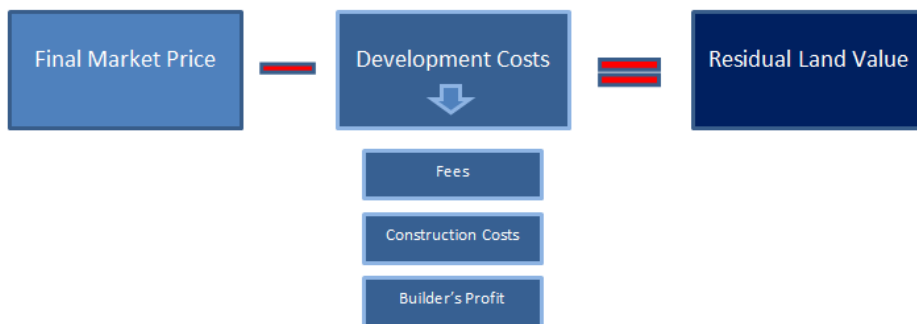 Final Market Price
Development Costs
Residual Land Value
Fees
Construction Costs
Builder's Profit